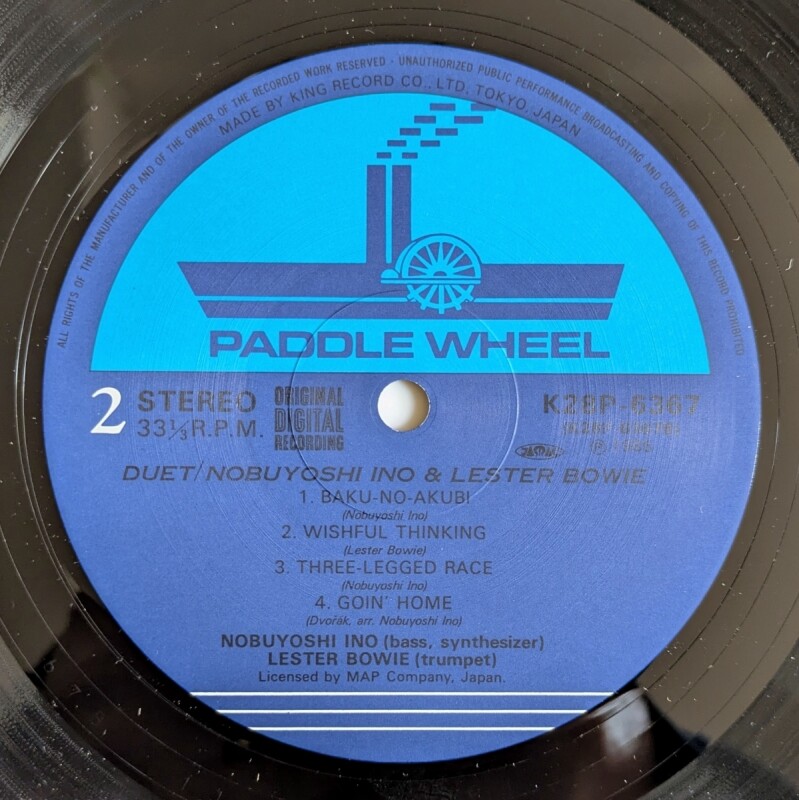 ALL RIGHTS OF THE MANUFACTURER AND OF THE OWNER OF THE RECORDED WORK RESERVED · UNAUTHORIZED PUBLIC PERFORMANCE BROADCASTING AND COPYING OF THIS RECORD PROHIBITED
MADE BY KING RECORD CO., LTD. TOKYO. JAPAN
PADDLE WHEEL
2 STEREO
33⅓ R.P.M.
ORIGINAL
DIGITAL
RECORDING
K28P-6367
DUET/NOBUYOSHI INO & LESTER BOWIE
1. BAKU-NO-AKUBI
(Nobuyoshi Ino)
2. WISHFUL THINKING
(Lester Bowie)
3. THREE-LEGGED RACE
(Nobuyoshi Ino)
4. GOIN' HOME
(Dvořák, arr. Nobuyoshi Ino)
NOBUYOSHI INO (bass, synthesizer)
LESTER BOWIE (trumpet)
Licensed by MAP Company, Japan.